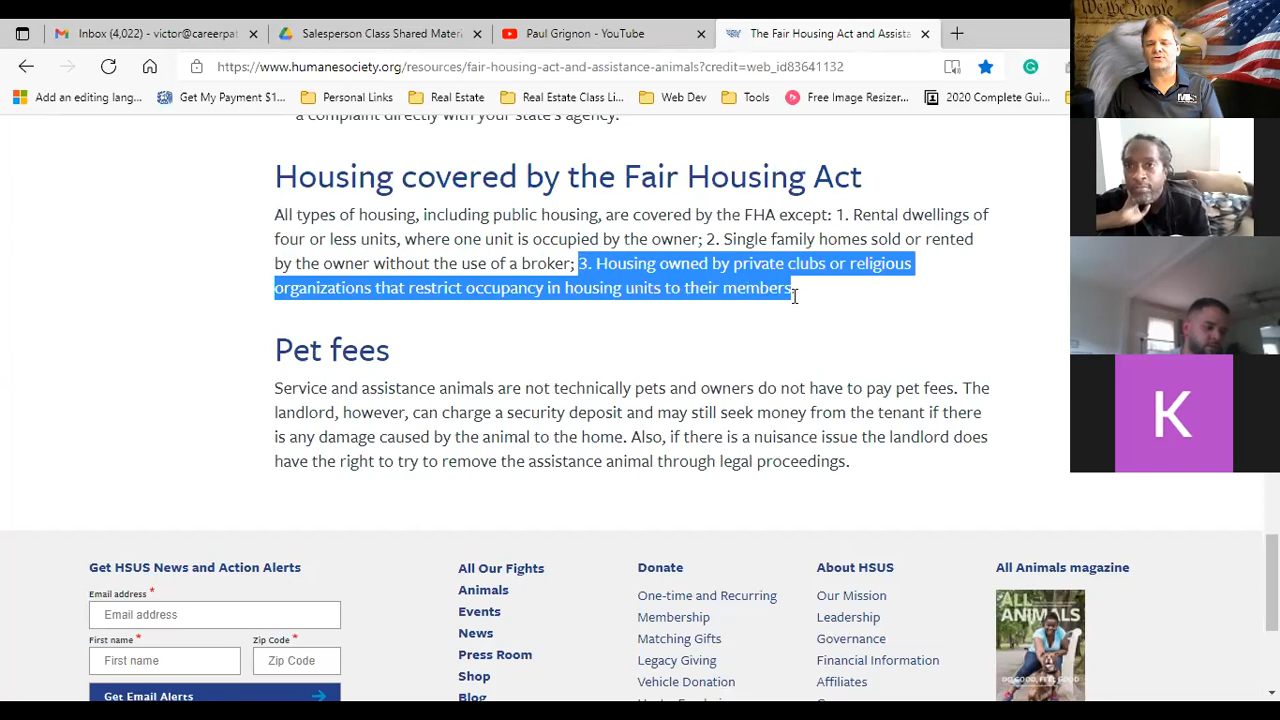 Inbox (4,022) – victor@careerpa
Salesperson Class Shared Mater
Paul Grignon - YouTube
The Fair Housing Act and Assista
https://www.humanesociety.org/resources/fair-housing-act-and-assistance-animals?credit=web_id83641132
Add an editing lang...
Get My Payment $1...
Personal Links
Real Estate
Real Estate Class Li...
Web Dev
Tools
Free Image Resizer...
2020 Complete Guid...
We the People
a complaint directly with your state's agency.
Housing covered by the Fair Housing Act
All types of housing, including public housing, are covered by the FHA except: 1. Rental dwellings of
four or less units, where one unit is occupied by the owner; 2. Single family homes sold or rented
by the owner without the use of a broker; 3. Housing owned by private clubs or religious
organizations that restrict occupancy in housing units to their members.
Pet fees
Service and assistance animals are not technically pets and owners do not have to pay pet fees. The
landlord, however, can charge a security deposit and may still seek money from the tenant if there
is any damage caused by the animal to the home. Also, if there is a nuisance issue the landlord does
have the right to try to remove the assistance animal through legal proceedings.
K
Get HSUS News and Action Alerts
Email address *
Email address
First name *
Zip Code *
First name
Zip Code
Get Email Alerts
All Our Fights
Animals
Events
News
Press Room
Shop
Blog
Donate
One-time and Recurring
Membership
Matching Gifts
Legacy Giving
Vehicle Donation
About HSUS
Our Mission
Leadership
Governance
Financial Information
Affiliates
All Animals magazine
ALL
ANIMALS
DO GOOD, FEEL GOOD